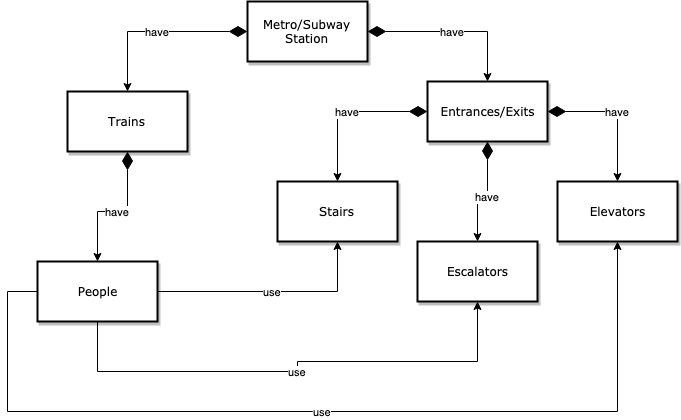 Metro/Subway
Station
have
have
Trains
Entrances/Exits
have
have
have
have
Stairs
Elevators
Escalators
People
use
use
use